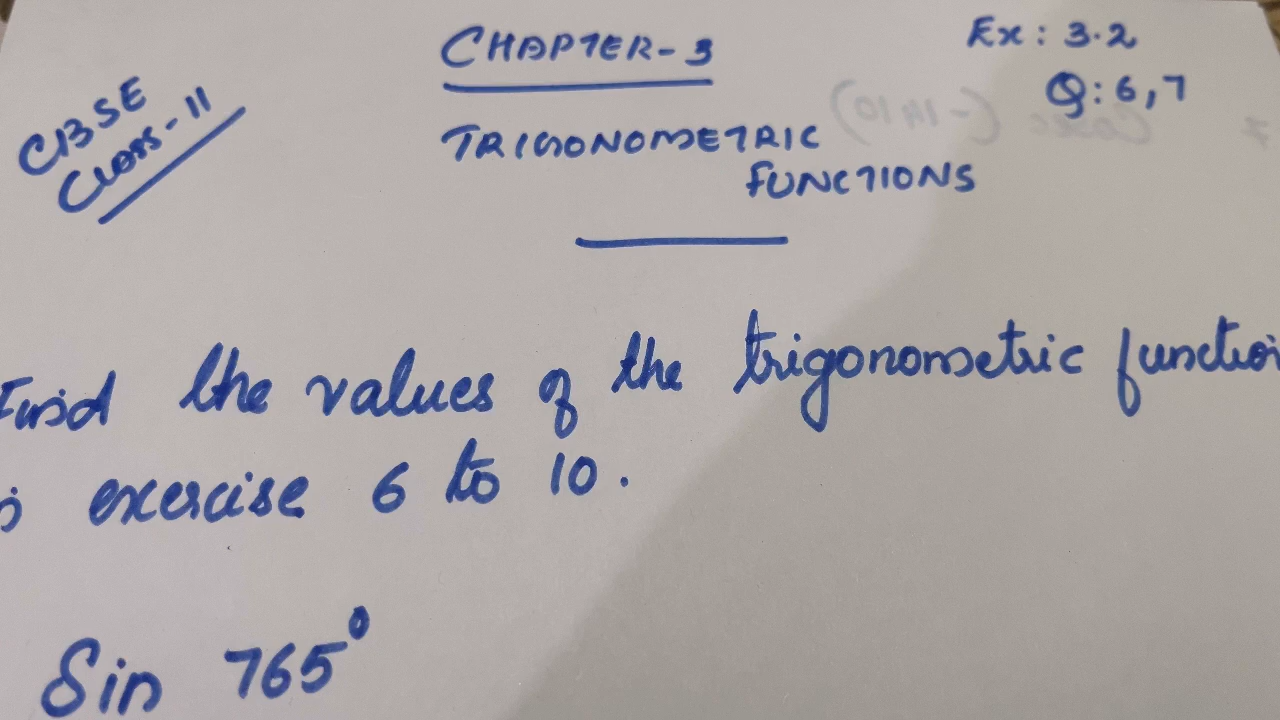 CHAPTER-3
Ex: 3.2
Q: 6,7
CBSE
Class-11
TRIGONOMETRIC
FUNCTIONS
Find the values of the trigonometric function
exercise 6 to 10.
Sin 765°